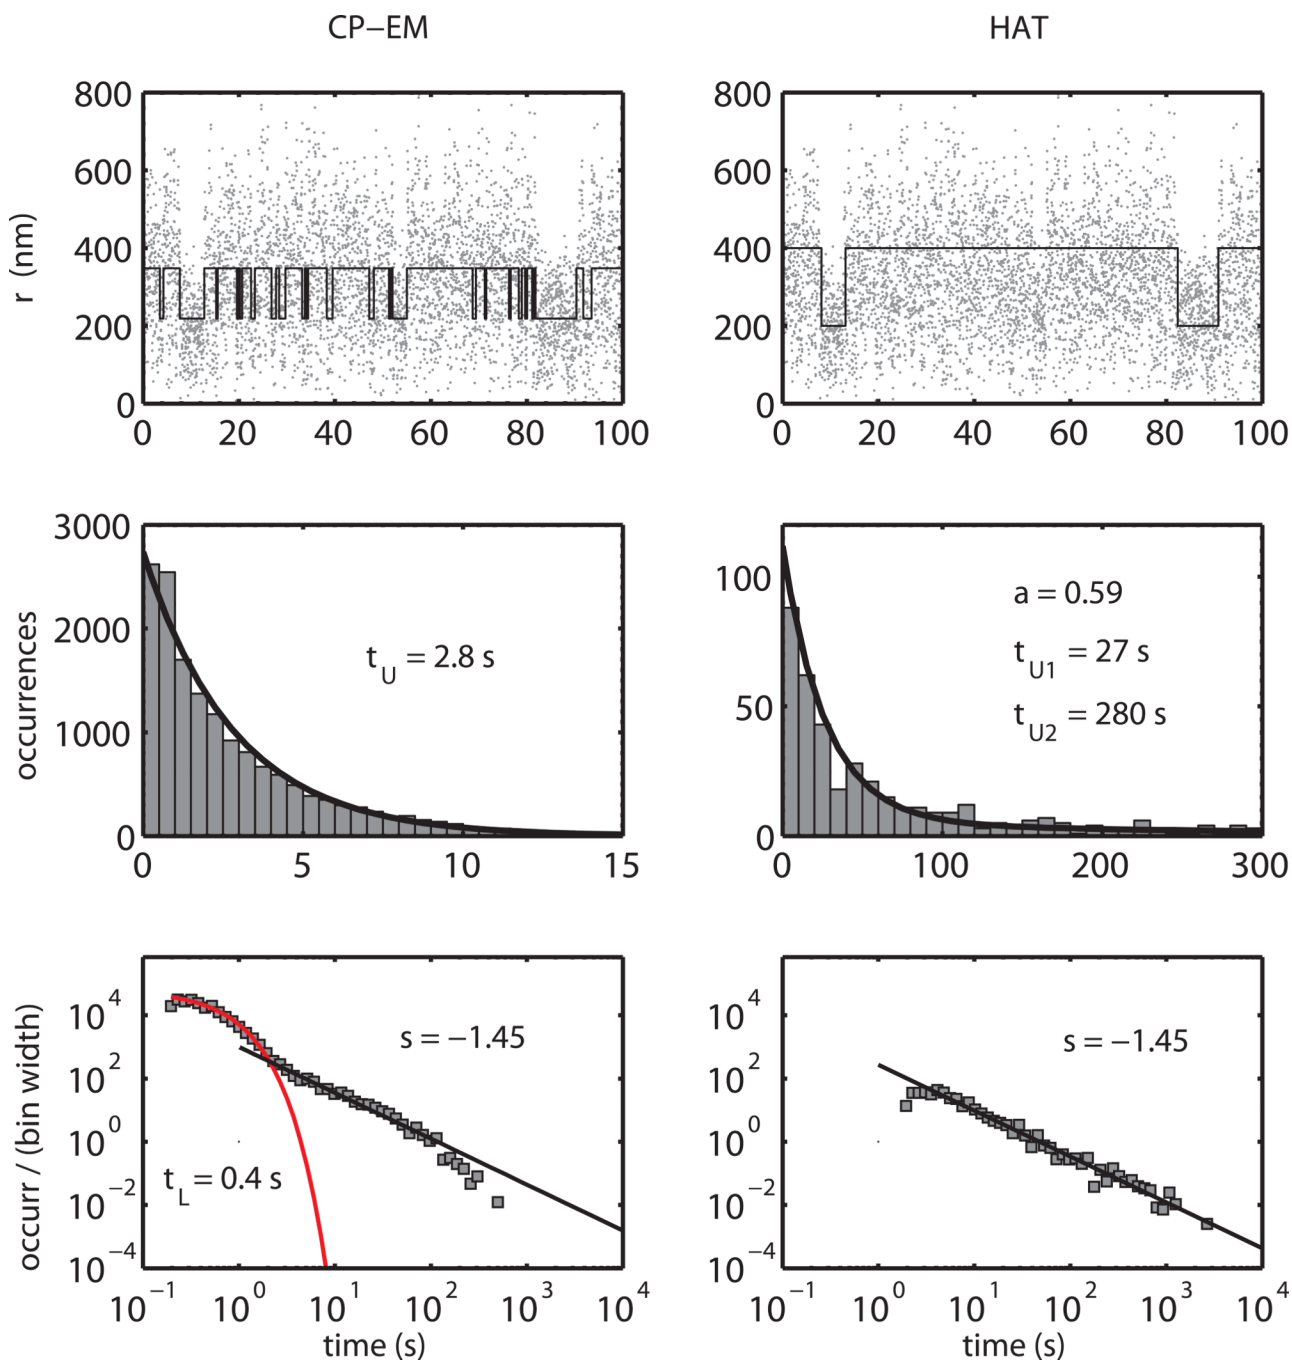 CP−EM
HAT
r (nm)
800
600
400
200
0
0 20 40 60 80 100
800
600
400
200
0
0 20 40 60 80 100
occurrences
3000
2000
1000
0
t_U = 2.8 s
0 5 10 15
100
50
0
a = 0.59
t_U1 = 27 s
t_U2 = 280 s
0 100 200 300
occurr / (bin width)
10^4
10^2
10^0
10^−2
10^−4
s = −1.45
t_L = 0.4 s
10^−1 10^0 10^1 10^2 10^3 10^4
time (s)
10^4
10^2
10^0
10^−2
10^−4
s = −1.45
10^−1 10^0 10^1 10^2 10^3 10^4
time (s)